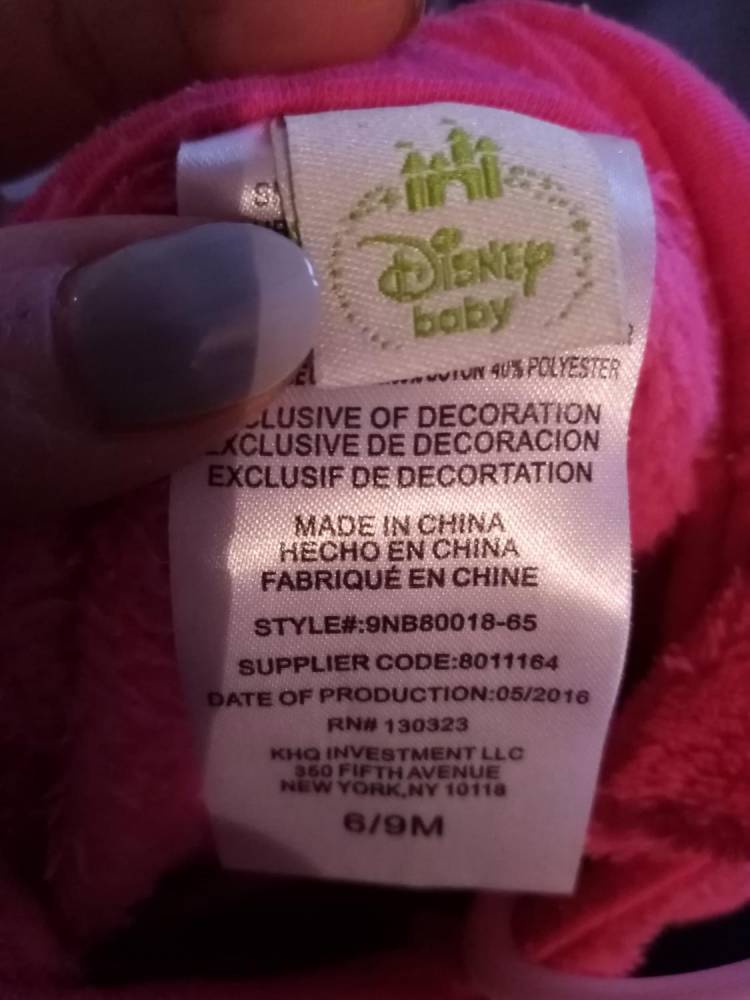 Disney
baby
40% POLYESTER
CLUSIVE OF DECORATION
EXCLUSIVE DE DECORACION
EXCLUSIF DE DECORTATION
MADE IN CHINA
HECHO EN CHINA
FABRIQUÉ EN CHINE
STYLE#:9NB80018-65
SUPPLIER CODE:8011164
DATE OF PRODUCTION:05/2016
RN# 130323
KHQ INVESTMENT LLC
350 FIFTH AVENUE
NEW YORK,NY 10118
6/9M